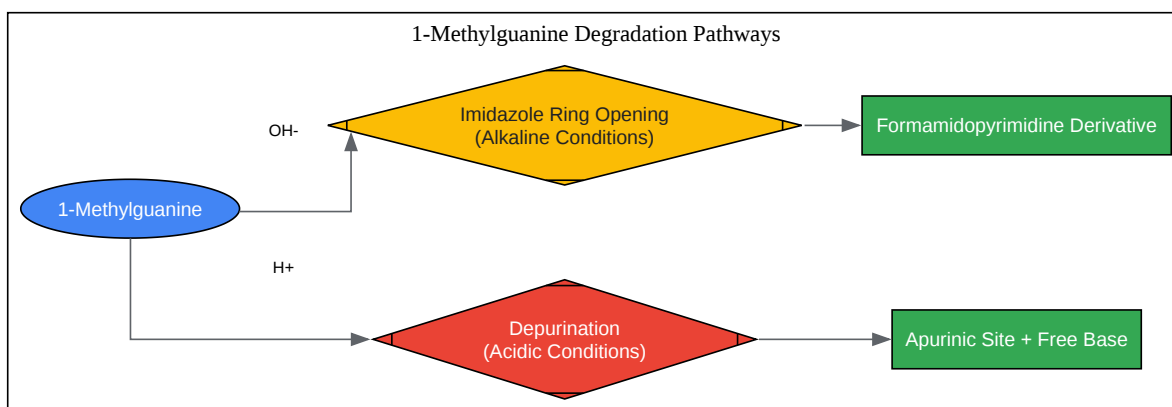 1-Methylguanine Degradation Pathways
Imidazole Ring Opening
(Alkaline Conditions)
OH-
Formamidopyrimidine Derivative
1-Methylguanine
H+
Depurination
(Acidic Conditions)
Apurinic Site + Free Base